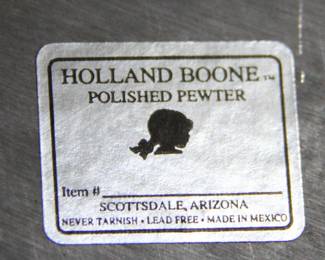 HOLLAND BOONE™
POLISHED PEWTER
Item #
SCOTTSDALE, ARIZONA
NEVER TARNISH • LEAD FREE • MADE IN MEXICO